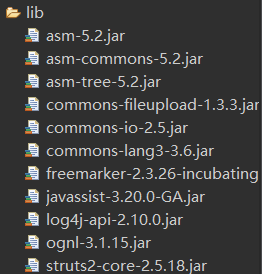 lib
asm-5.2.jar
asm-commons-5.2.jar
asm-tree-5.2.jar
commons-fileupload-1.3.3.jar
commons-io-2.5.jar
commons-lang3-3.6.jar
freemarker-2.3.26-incubating
javassist-3.20.0-GA.jar
log4j-api-2.10.0.jar
ognl-3.1.15.jar
struts2-core-2.5.18.jar